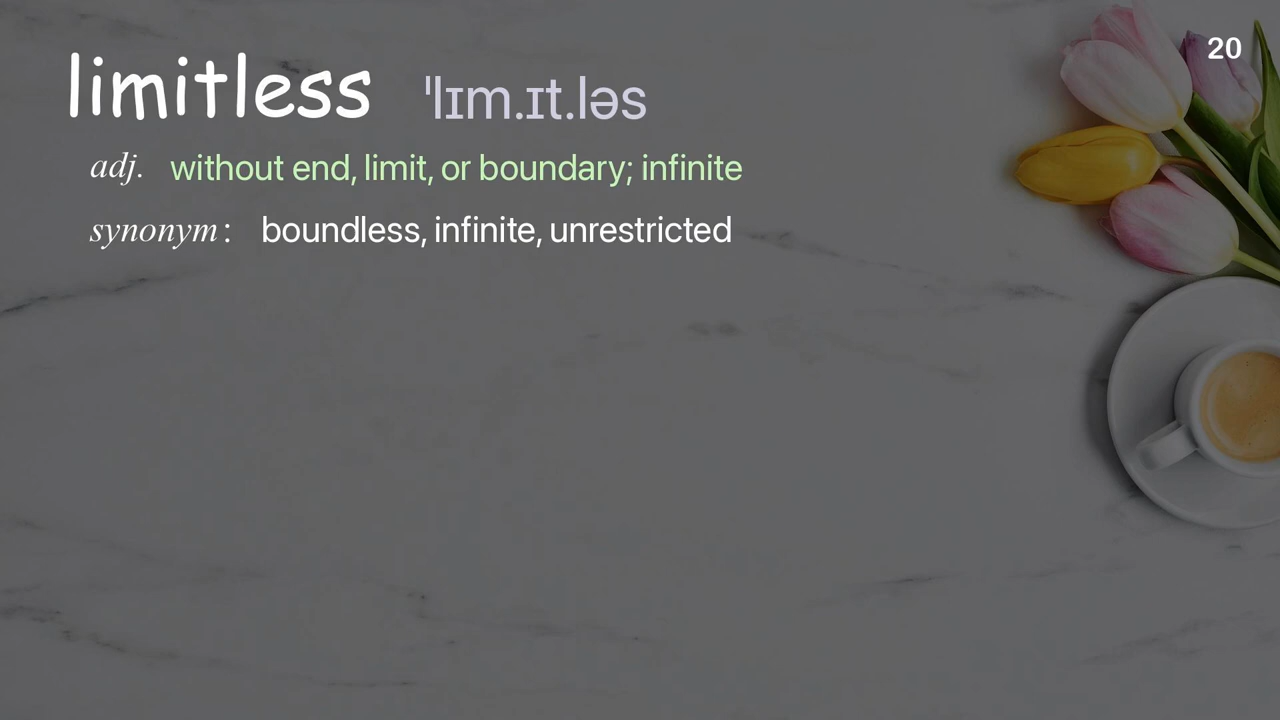 20
limitless ˈlɪm.ɪt.ləs
adj. without end, limit, or boundary; infinite
synonym: boundless, infinite, unrestricted